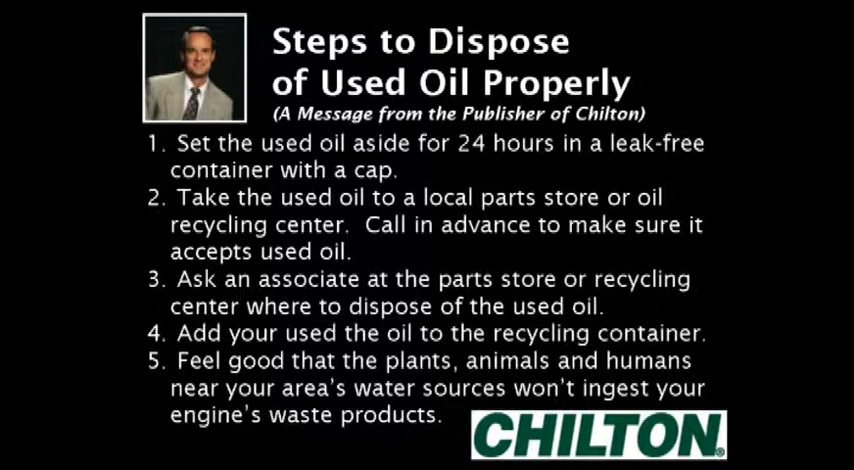 Steps to Dispose
of Used Oil Properly
(A Message from the Publisher of Chilton)
1. Set the used oil aside for 24 hours in a leak-free
container with a cap.
2. Take the used oil to a local parts store or oil
recycling center. Call in advance to make sure it
accepts used oil.
3. Ask an associate at the parts store or recycling
center where to dispose of the used oil.
4. Add your used the oil to the recycling container.
5. Feel good that the plants, animals and humans
near your area's water sources won't ingest your
engine's waste products.
CHILTON®